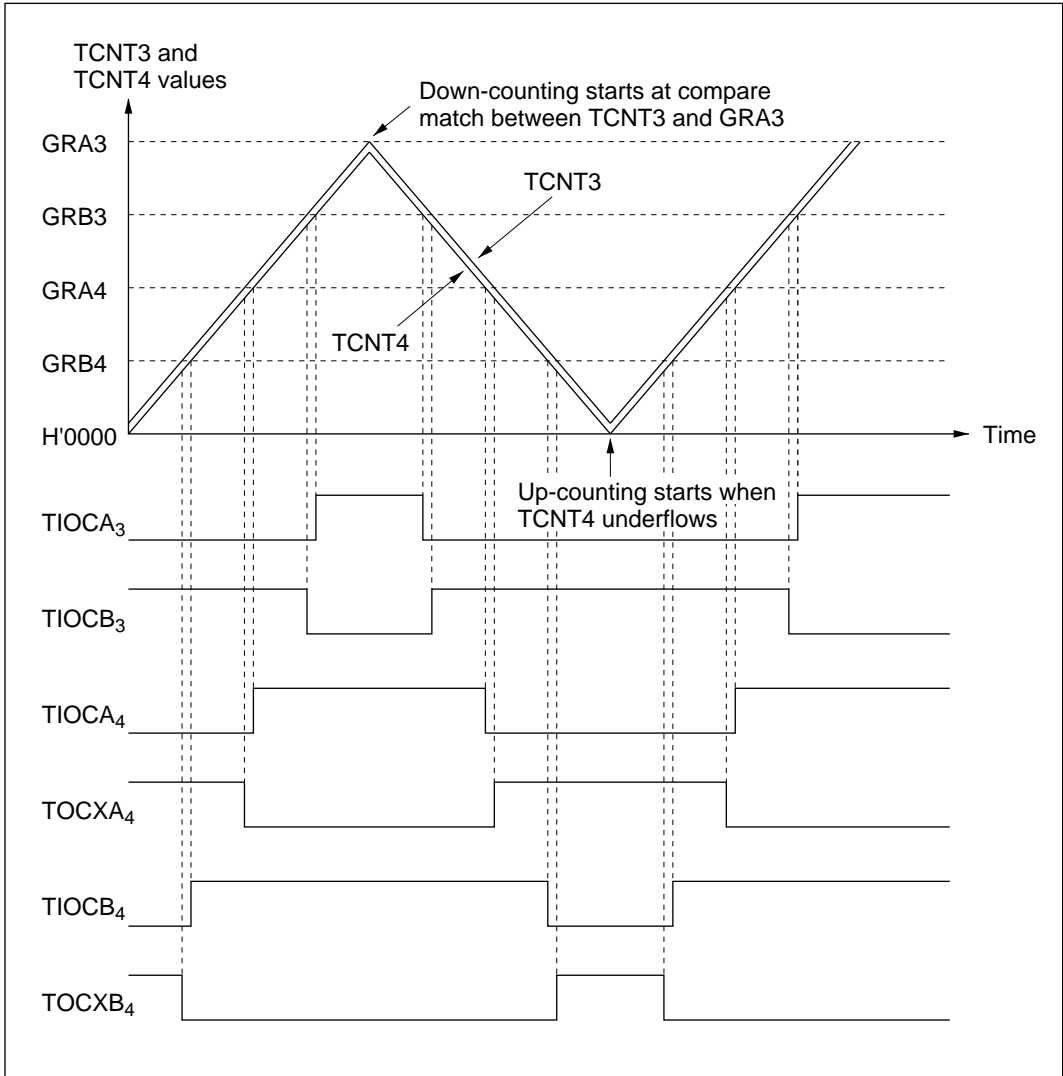 TCNT3 and
TCNT4 values
Down-counting starts at compare
match between TCNT3 and GRA3
GRA3
TCNT3
GRB3
GRA4
TCNT4
GRB4
H'0000
Time
Up-counting starts when
TCNT4 underflows
TIOCA3
TIOCB3
TIOCA4
TOCXA4
TIOCB4
TOCXB4